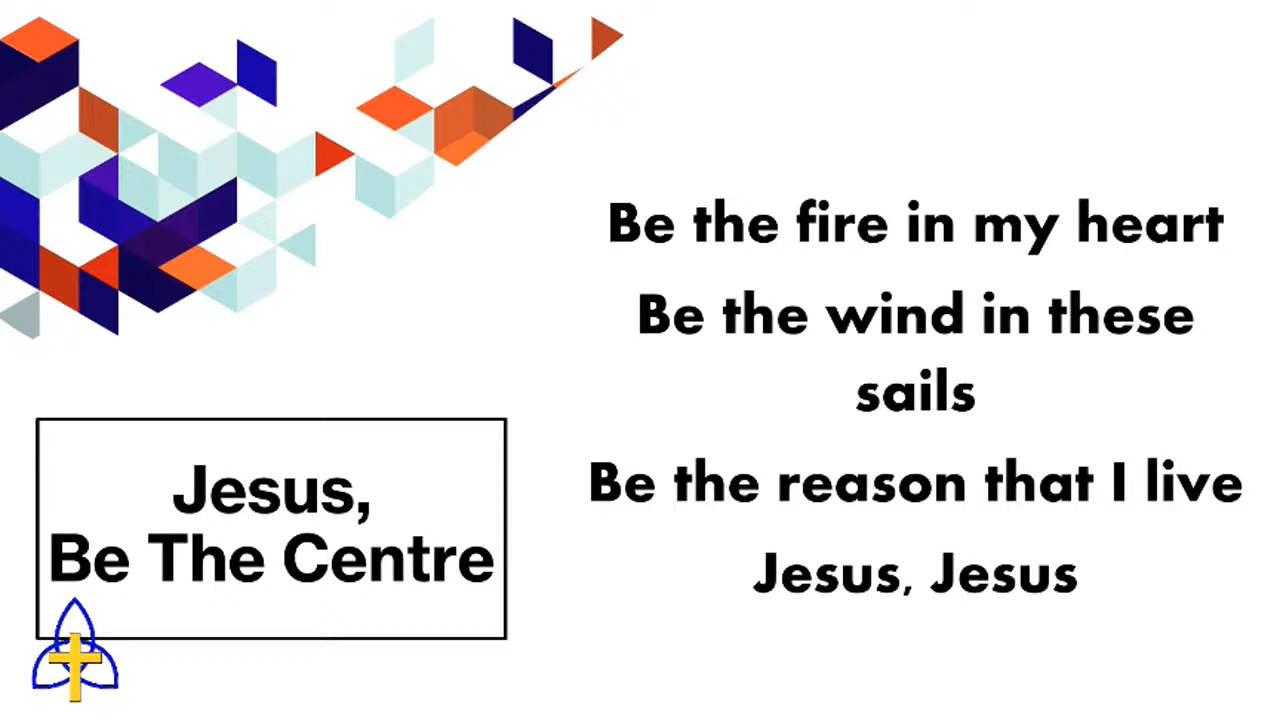 Jesus,
Be The Centre
Be the fire in my heart
Be the wind in these
sails
Be the reason that I live
Jesus, Jesus